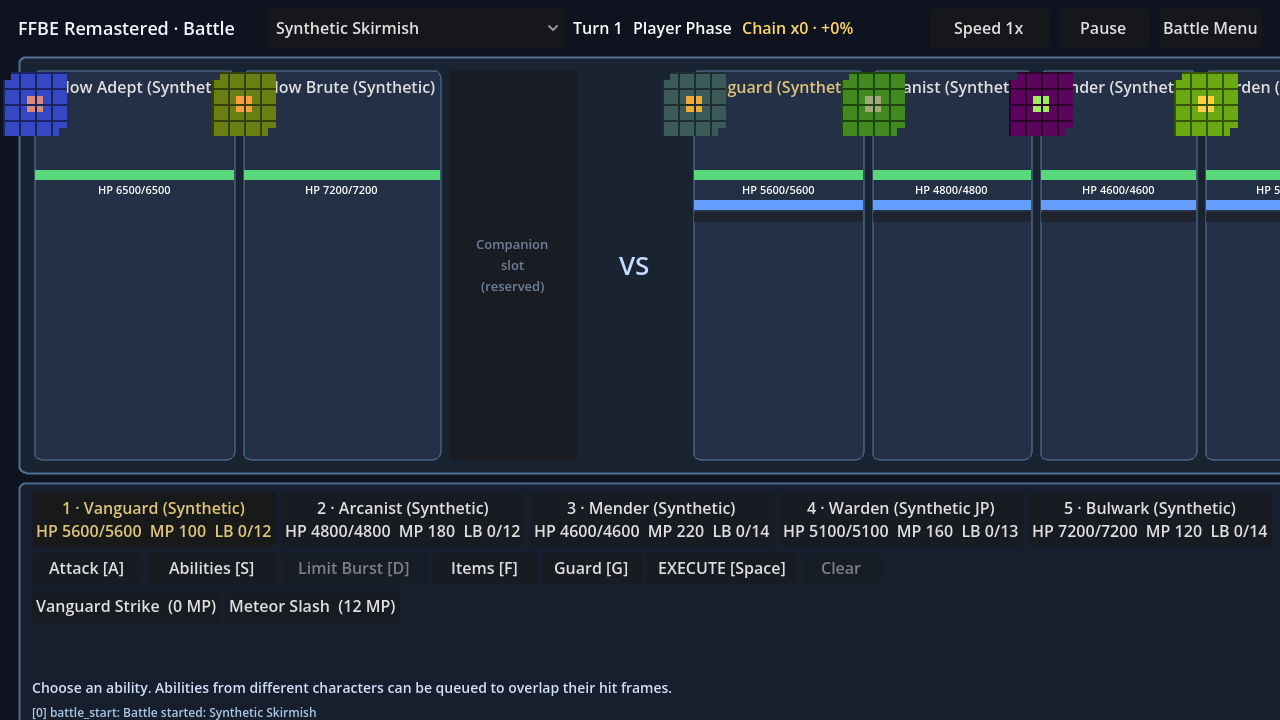 FFBE Remastered · Battle
Synthetic Skirmish
Turn 1 Player Phase Chain x0 · +0%
Speed 1x
Pause
Battle Menu
Adept (Synthet
Brute (Synthetic)
(Synthet
(Synthet
(Synthet
HP 6500/6500
HP 7200/7200
HP 5600/5600
HP 4800/4800
HP 4600/4600
HP 5
Companion
slot
(reserved)
VS
1 · Vanguard (Synthetic)
HP 5600/5600 MP 100 LB 0/12
2 · Arcanist (Synthetic)
HP 4800/4800 MP 180 LB 0/12
3 · Mender (Synthetic)
HP 4600/4600 MP 220 LB 0/14
4 · Warden (Synthetic JP)
HP 5100/5100 MP 160 LB 0/13
5 · Bulwark (Synthetic)
HP 7200/7200 MP 120 LB 0/14
Attack [A]
Abilities [S]
Limit Burst [D]
Items [F]
Guard [G]
EXECUTE [Space]
Clear
Vanguard Strike (0 MP)
Meteor Slash (12 MP)
Choose an ability. Abilities from different characters can be queued to overlap their hit frames.
[0] battle_start: Battle started: Synthetic Skirmish